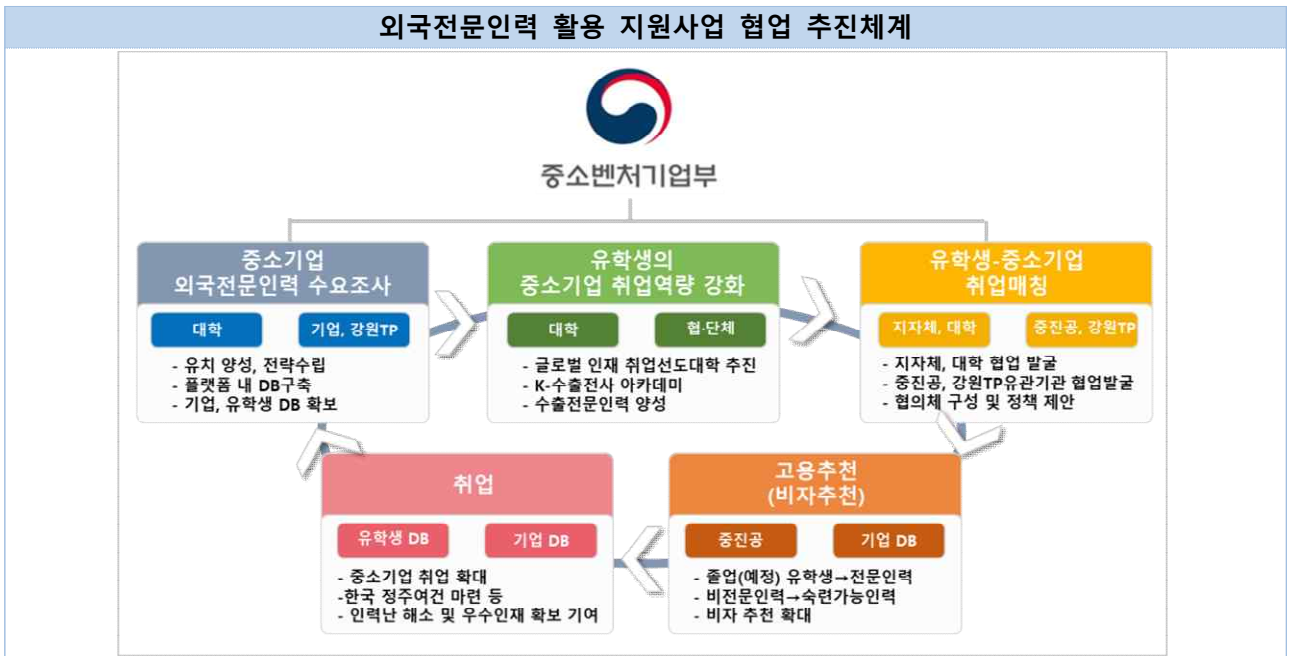 외국전문인력 활용 지원사업 협업 추진체계
중소벤처기업부
중소기업
외국전문인력 수요조사
대학
기업, 강원TP
- 유치 양성, 전략수립
- 플랫폼 내 DB구축
- 기업, 유학생 DB 확보
유학생의
중소기업 취업역량 강화
대학
협·단체
- 글로벌 인재 취업선도대학 추진
- K-수출전사 아카데미
- 수출전문인력 양성
유학생-중소기업
취업매칭
지자체, 대학
중진공, 강원TP
- 지자체, 대학 협업 발굴
- 중진공, 강원TP유관기관 협업발굴
- 협의체 구성 및 정책 제안
취업
유학생 DB
기업 DB
- 중소기업 취업 확대
-한국 정주여건 마련 등
- 인력난 해소 및 우수인재 확보 기여
고용추천
(비자추천)
중진공
기업 DB
- 졸업(예정) 유학생→전문인력
- 비전문인력→숙련가능인력
- 비자 추천 확대